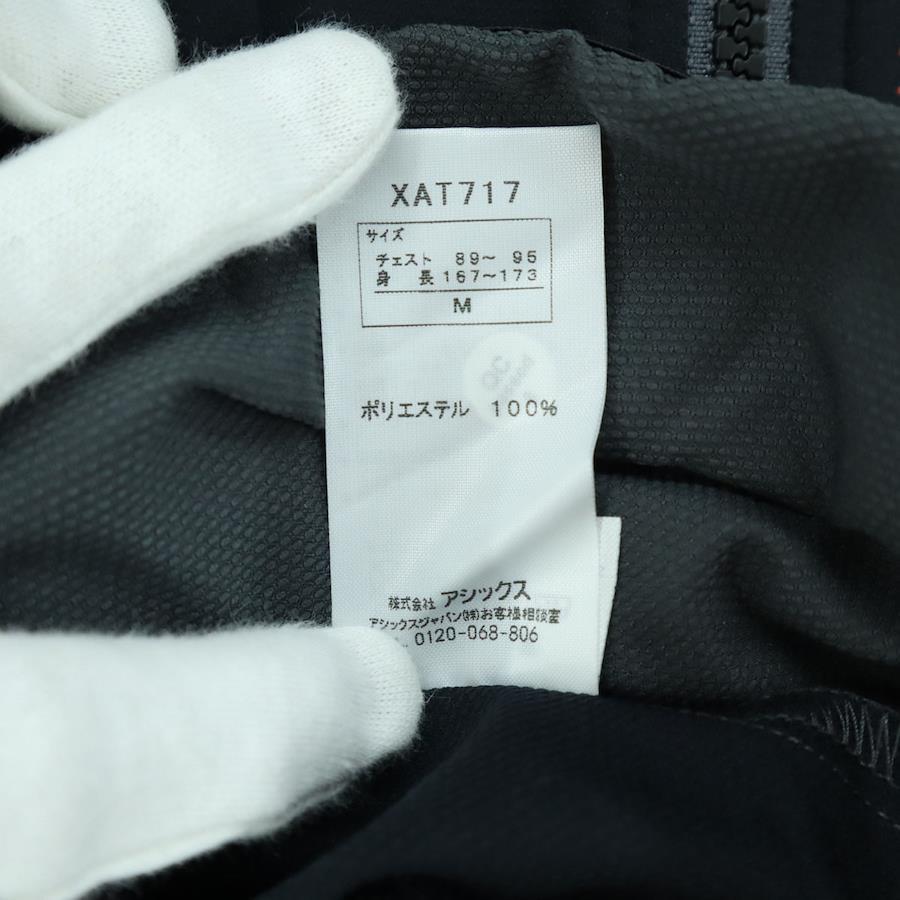 XAT717
サイズ
チェスト 89～ 95
身 長 167～173
M
QC
ポリエステル 100%
株式会社 アシックス
アシックスジャパン(株)お客様相談室
0120-068-806